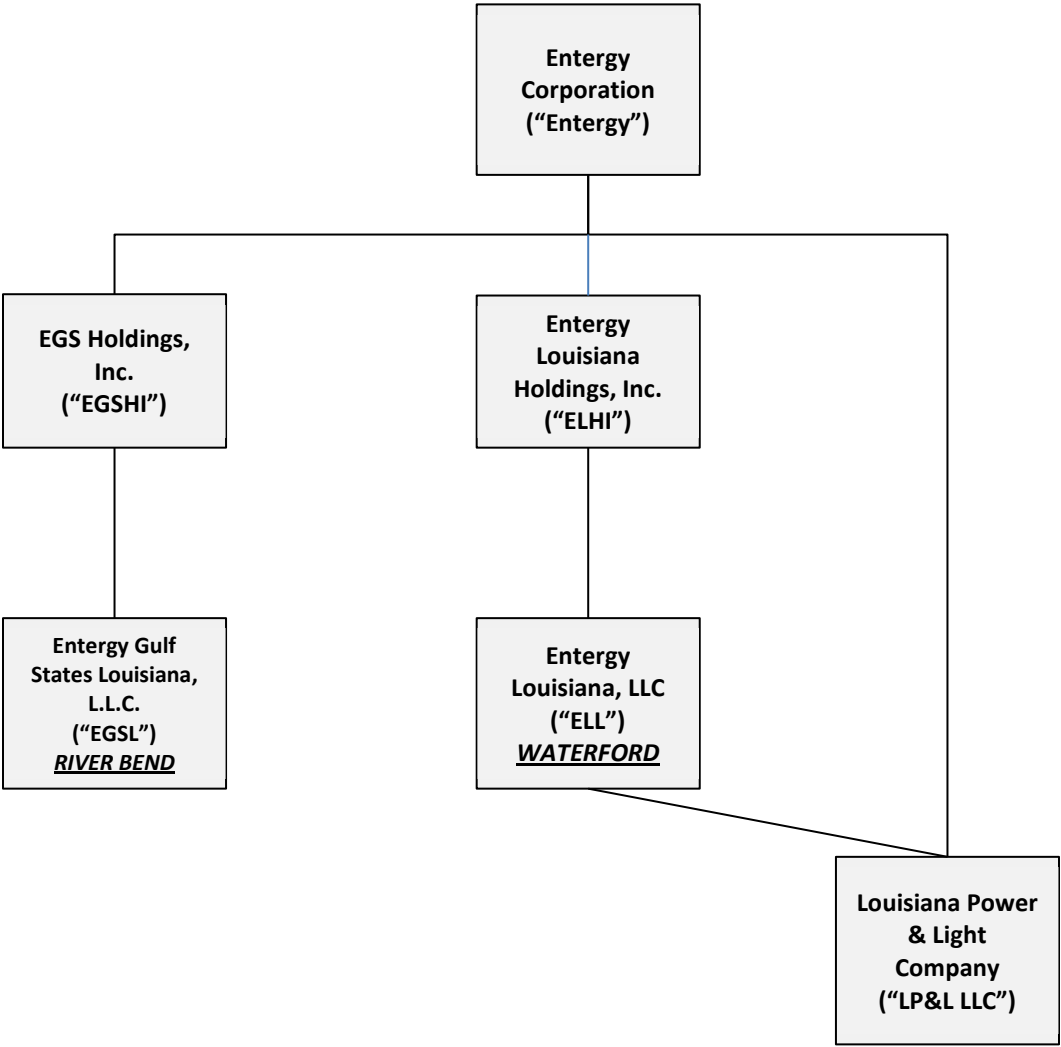 Entergy
Corporation
(“Entergy”)
EGS Holdings,
Inc.
(“EGSHI”)
Entergy
Louisiana
Holdings, Inc.
(“ELHI”)
Entergy Gulf
States Louisiana,
L.L.C.
(“EGSL”)
RIVER BEND
Entergy
Louisiana, LLC
(“ELL”)
WATERFORD
Louisiana Power
& Light
Company
(“LP&L LLC”)